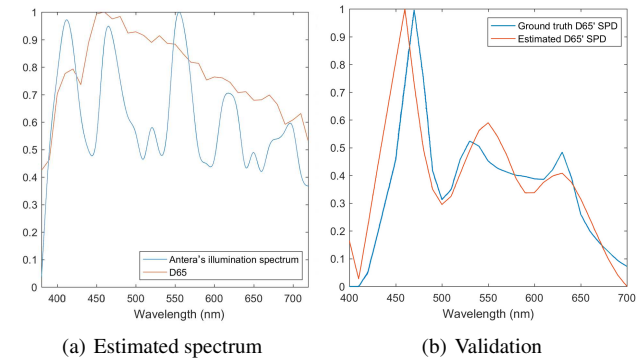 1
0.9
0.8
0.7
0.6
0.5
0.4
0.3
0.2
0.1
0
400 450 500 550 600 650 700
Wavelength (nm)
Antera's illumination spectrum
D65
(a) Estimated spectrum
1
0.9
0.8
0.7
0.6
0.5
0.4
0.3
0.2
0.1
0
400 450 500 550 600 650 700
Wavelength (nm)
Ground truth D65' SPD
Estimated D65' SPD
(b) Validation